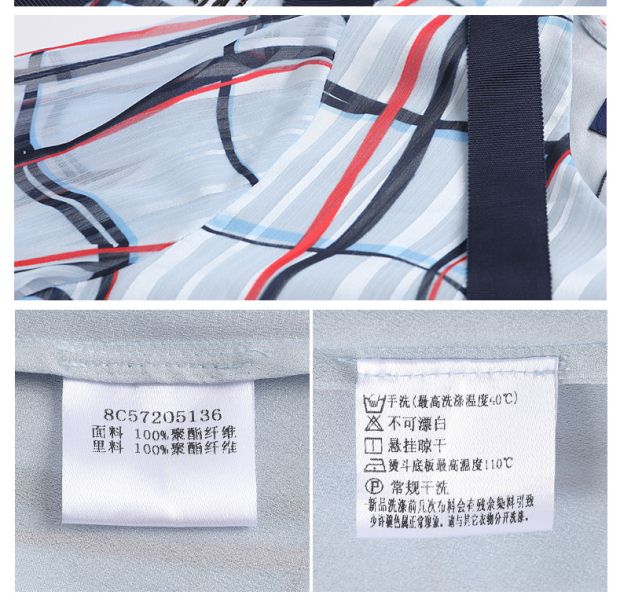 8C57205136
面料 100%聚酯纤维
里料 100%聚酯纤维
手洗(最高洗涤温度40℃)
不可漂白
悬挂晾干
熨斗底板最高温度110℃
P 常规干洗
新品洗涤前几次布料会有残余染料引致
少许褪色属正常现象。请与其它衣物分开洗涤。